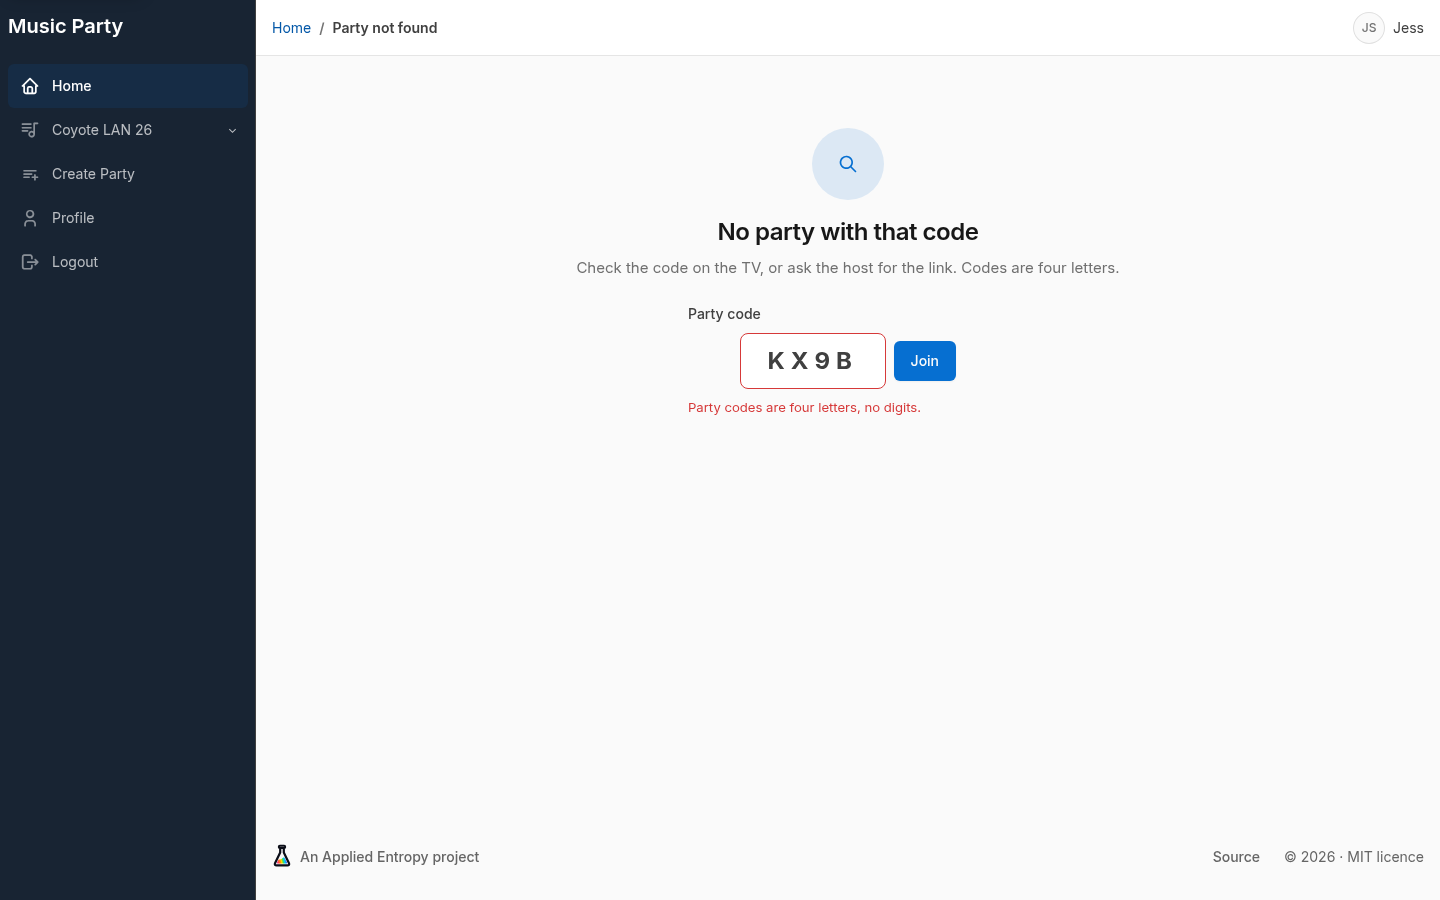 Music Party
Home
Coyote LAN 26
Create Party
Profile
Logout
Home / Party not found
JS Jess
No party with that code
Check the code on the TV, or ask the host for the link. Codes are four letters.
Party code
KX9B
Join
Party codes are four letters, no digits.
An Applied Entropy project
Source
© 2026 · MIT licence